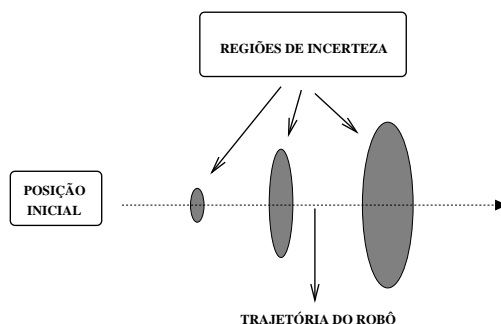 REGIÕES DE INCERTEZA
POSIÇÃO
INICIAL
TRAJETÓRIA DO ROBÔ